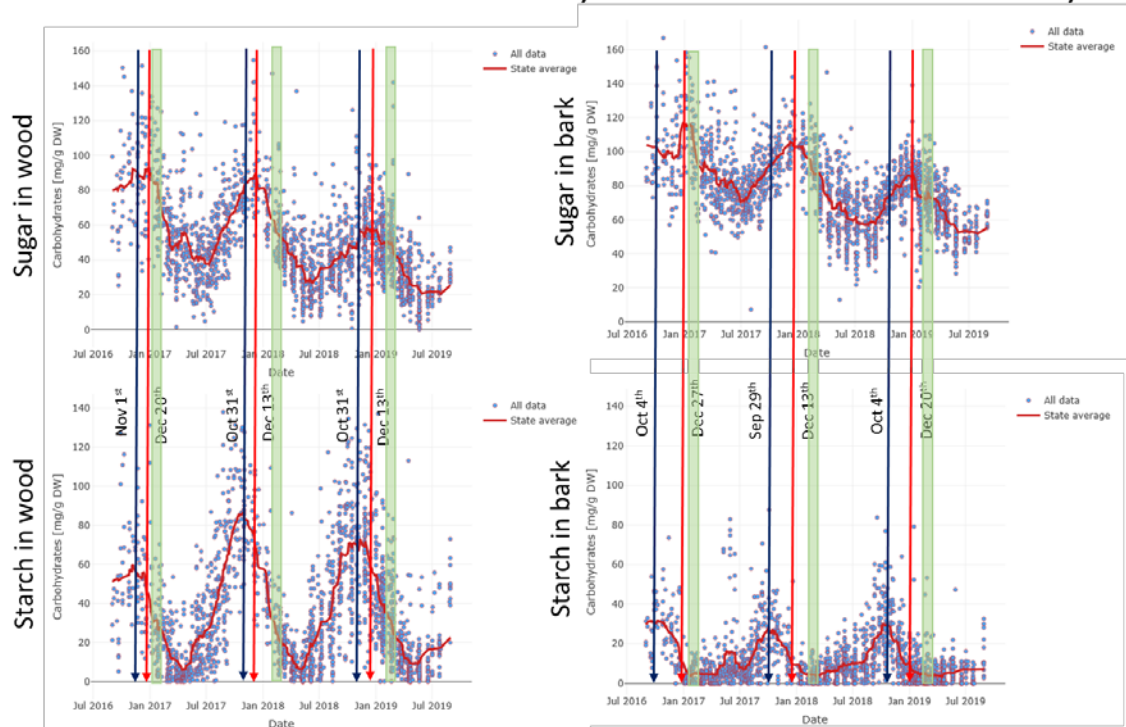 Sugar in wood
Carbohydrates [mg/g DW]
160
140
120
100
80
60
40
20
0
Jul 2016
Jan 2017
Jul 2017
Jan 2018
Jul 2018
Jan 2019
Jul 2019
Date
All data
State average
Sugar in bark
Carbohydrates [mg/g DW]
160
140
120
100
80
60
40
20
0
Jul 2016
Jan 2017
Jul 2017
Jan 2018
Jul 2018
Jan 2019
Jul 2019
Date
All data
State average
Starch in wood
Carbohydrates [mg/g DW]
140
120
100
80
60
40
20
0
Nov 1st
Dec 20th
Oct 31st
Dec 13th
Oct 31st
Dec 13th
Jul 2016
Jan 2017
Jul 2017
Jan 2018
Jul 2018
Jan 2019
Jul 2019
Date
All data
State average
Starch in bark
Carbohydrates [mg/g DW]
140
120
100
80
60
40
20
0
Oct 4th
Dec 27th
Sep 29th
Dec 13th
Oct 4th
Dec 20th
Jul 2016
Jan 2017
Jul 2017
Jan 2018
Jul 2018
Jan 2019
Jul 2019
Date
All data
State average